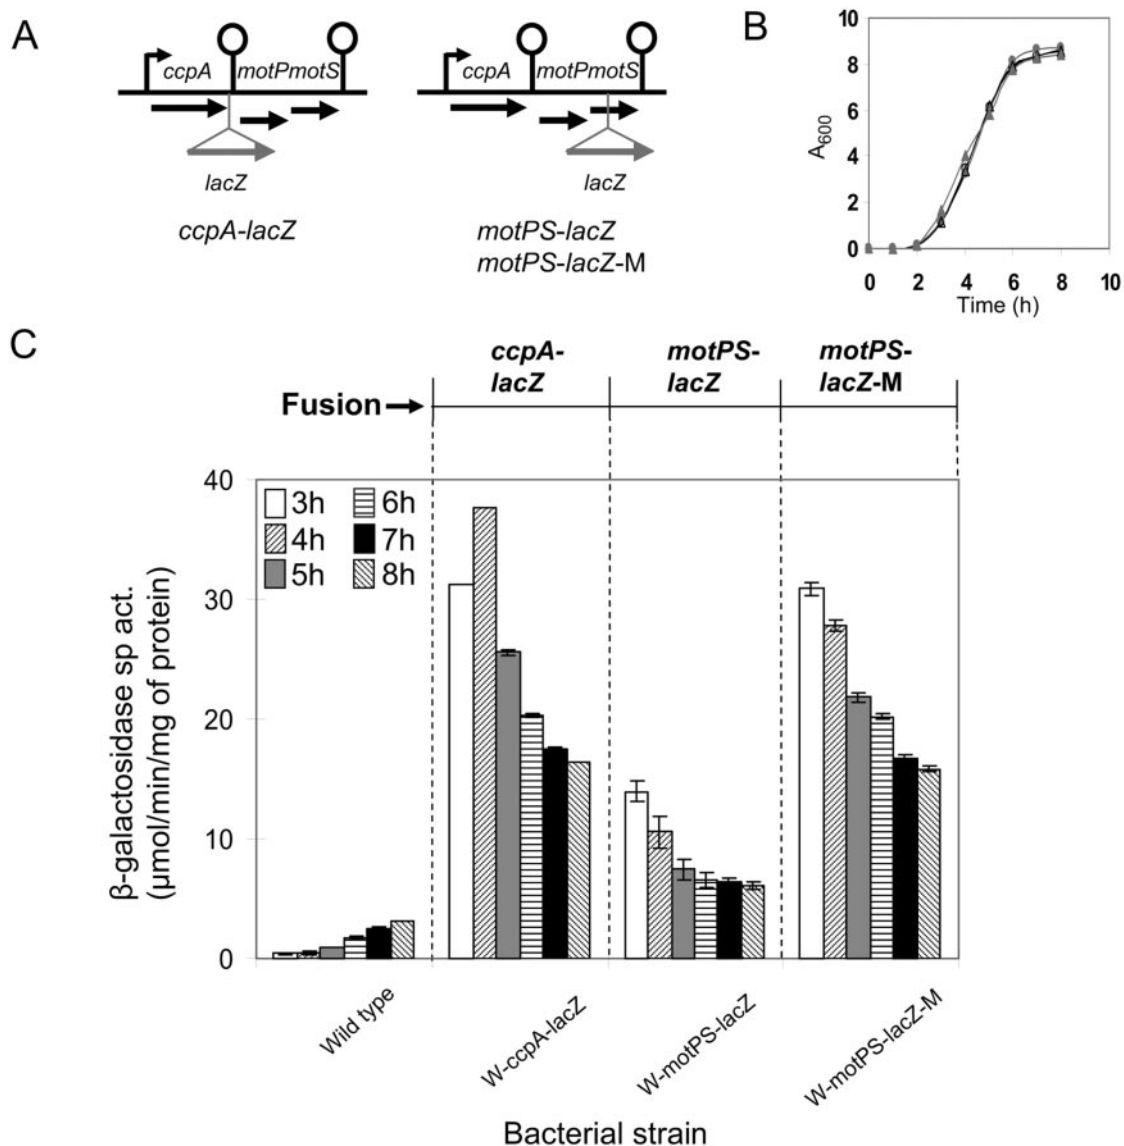 A
ccpA
motPmotS
lacZ
ccpA-lacZ
ccpA
motPmotS
lacZ
motPS-lacZ
motPS-lacZ-M
B
10
8
6
4
2
0
A600
0 2 4 6 8 10
Time (h)
C
Fusion
ccpA-
lacZ
motPS-
lacZ
motPS-
lacZ-M
40
30
20
10
0
β-galactosidase sp act.
(μmol/min/mg of protein)
3h 6h
4h 7h
5h 8h
Wild type
W-ccpA-lacZ
W-motPS-lacZ
W-motPS-lacZ-M
Bacterial strain